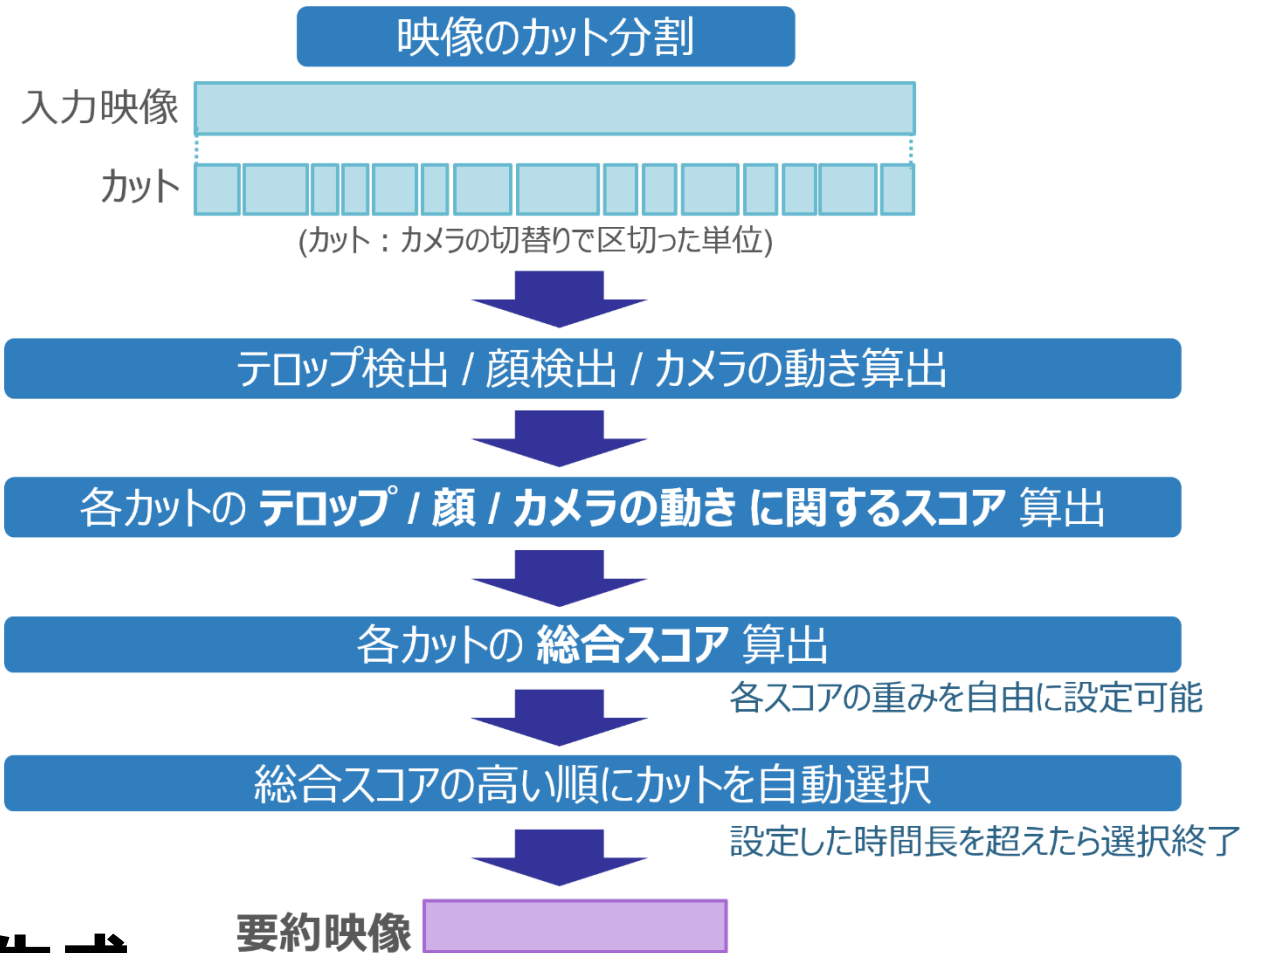 映像のカット分割
入力映像
カット
(カット：カメラの切替りで区切った単位)
テロップ検出 / 顔検出 / カメラの動き算出
各カットの テロップ / 顔 / カメラの動き に関するスコア 算出
各カットの 総合スコア 算出
各スコアの重みを自由に設定可能
総合スコアの高い順にカットを自動選択
設定した時間長を超えたら選択終了
要約映像